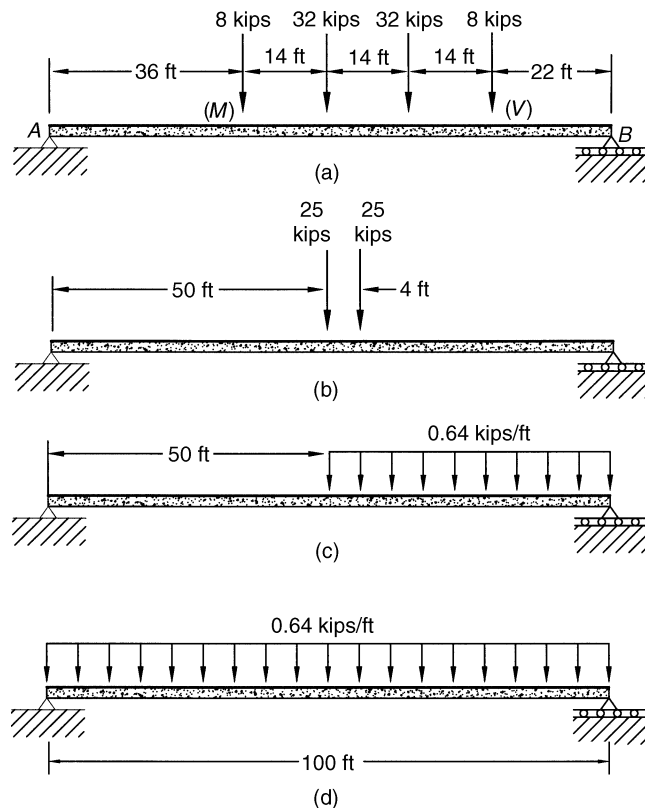 8 kips 32 kips 32 kips 8 kips
36 ft 14 ft 14 ft 14 ft 22 ft
(M) (V)
A B
(a)
25 25
kips kips
50 ft 4 ft
(b)
0.64 kips/ft
50 ft
(c)
0.64 kips/ft
100 ft
(d)